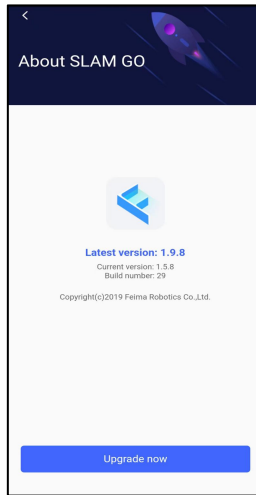 About SLAM GO
Latest version: 1.9.8
Current version: 1.5.8
Build number: 29
Copyright(c)2019 Feima Robotics Co.,Ltd.
Upgrade now